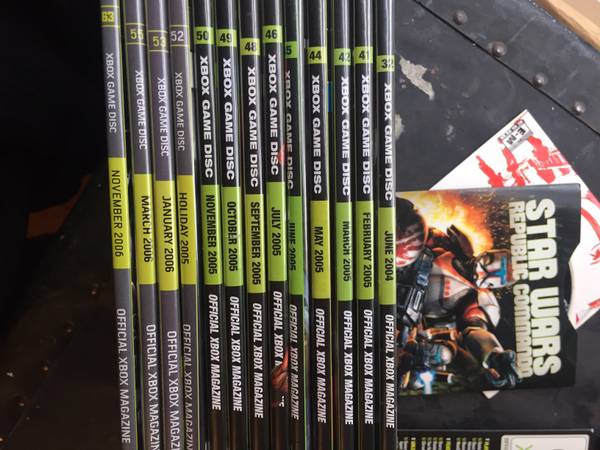 63 XBOX GAME DISC NOVEMBER 2006 OFFICIAL XBOX MAGAZINE
55 XBOX GAME DISC MARCH 2006 OFFICIAL XBOX MAGAZINE
53 XBOX GAME DISC JANUARY 2006 OFFICIAL XBOX MAGAZINE
52 XBOX GAME DISC HOLIDAY 2005 OFFICIAL XBOX MAGAZINE
50 XBOX GAME DISC NOVEMBER 2005 OFFICIAL XBOX MAGAZINE
49 XBOX GAME DISC OCTOBER 2005 OFFICIAL XBOX MAGAZINE
48 XBOX GAME DISC SEPTEMBER 2005 OFFICIAL XBOX MAGAZINE
46 XBOX GAME DISC JULY 2005 OFFICIAL XBOX MAGAZINE
5 XBOX GAME DISC JUNE 2005 OFFICIAL XBOX MAGAZINE
44 XBOX GAME DISC MAY 2005 OFFICIAL XBOX MAGAZINE
42 XBOX GAME DISC MARCH 2005 OFFICIAL XBOX MAGAZINE
41 XBOX GAME DISC FEBRUARY 2005 OFFICIAL XBOX MAGAZINE
32 XBOX GAME DISC JUNE 2004 OFFICIAL XBOX MAGAZINE
STAR WARS
REPUBLIC COMMANDO